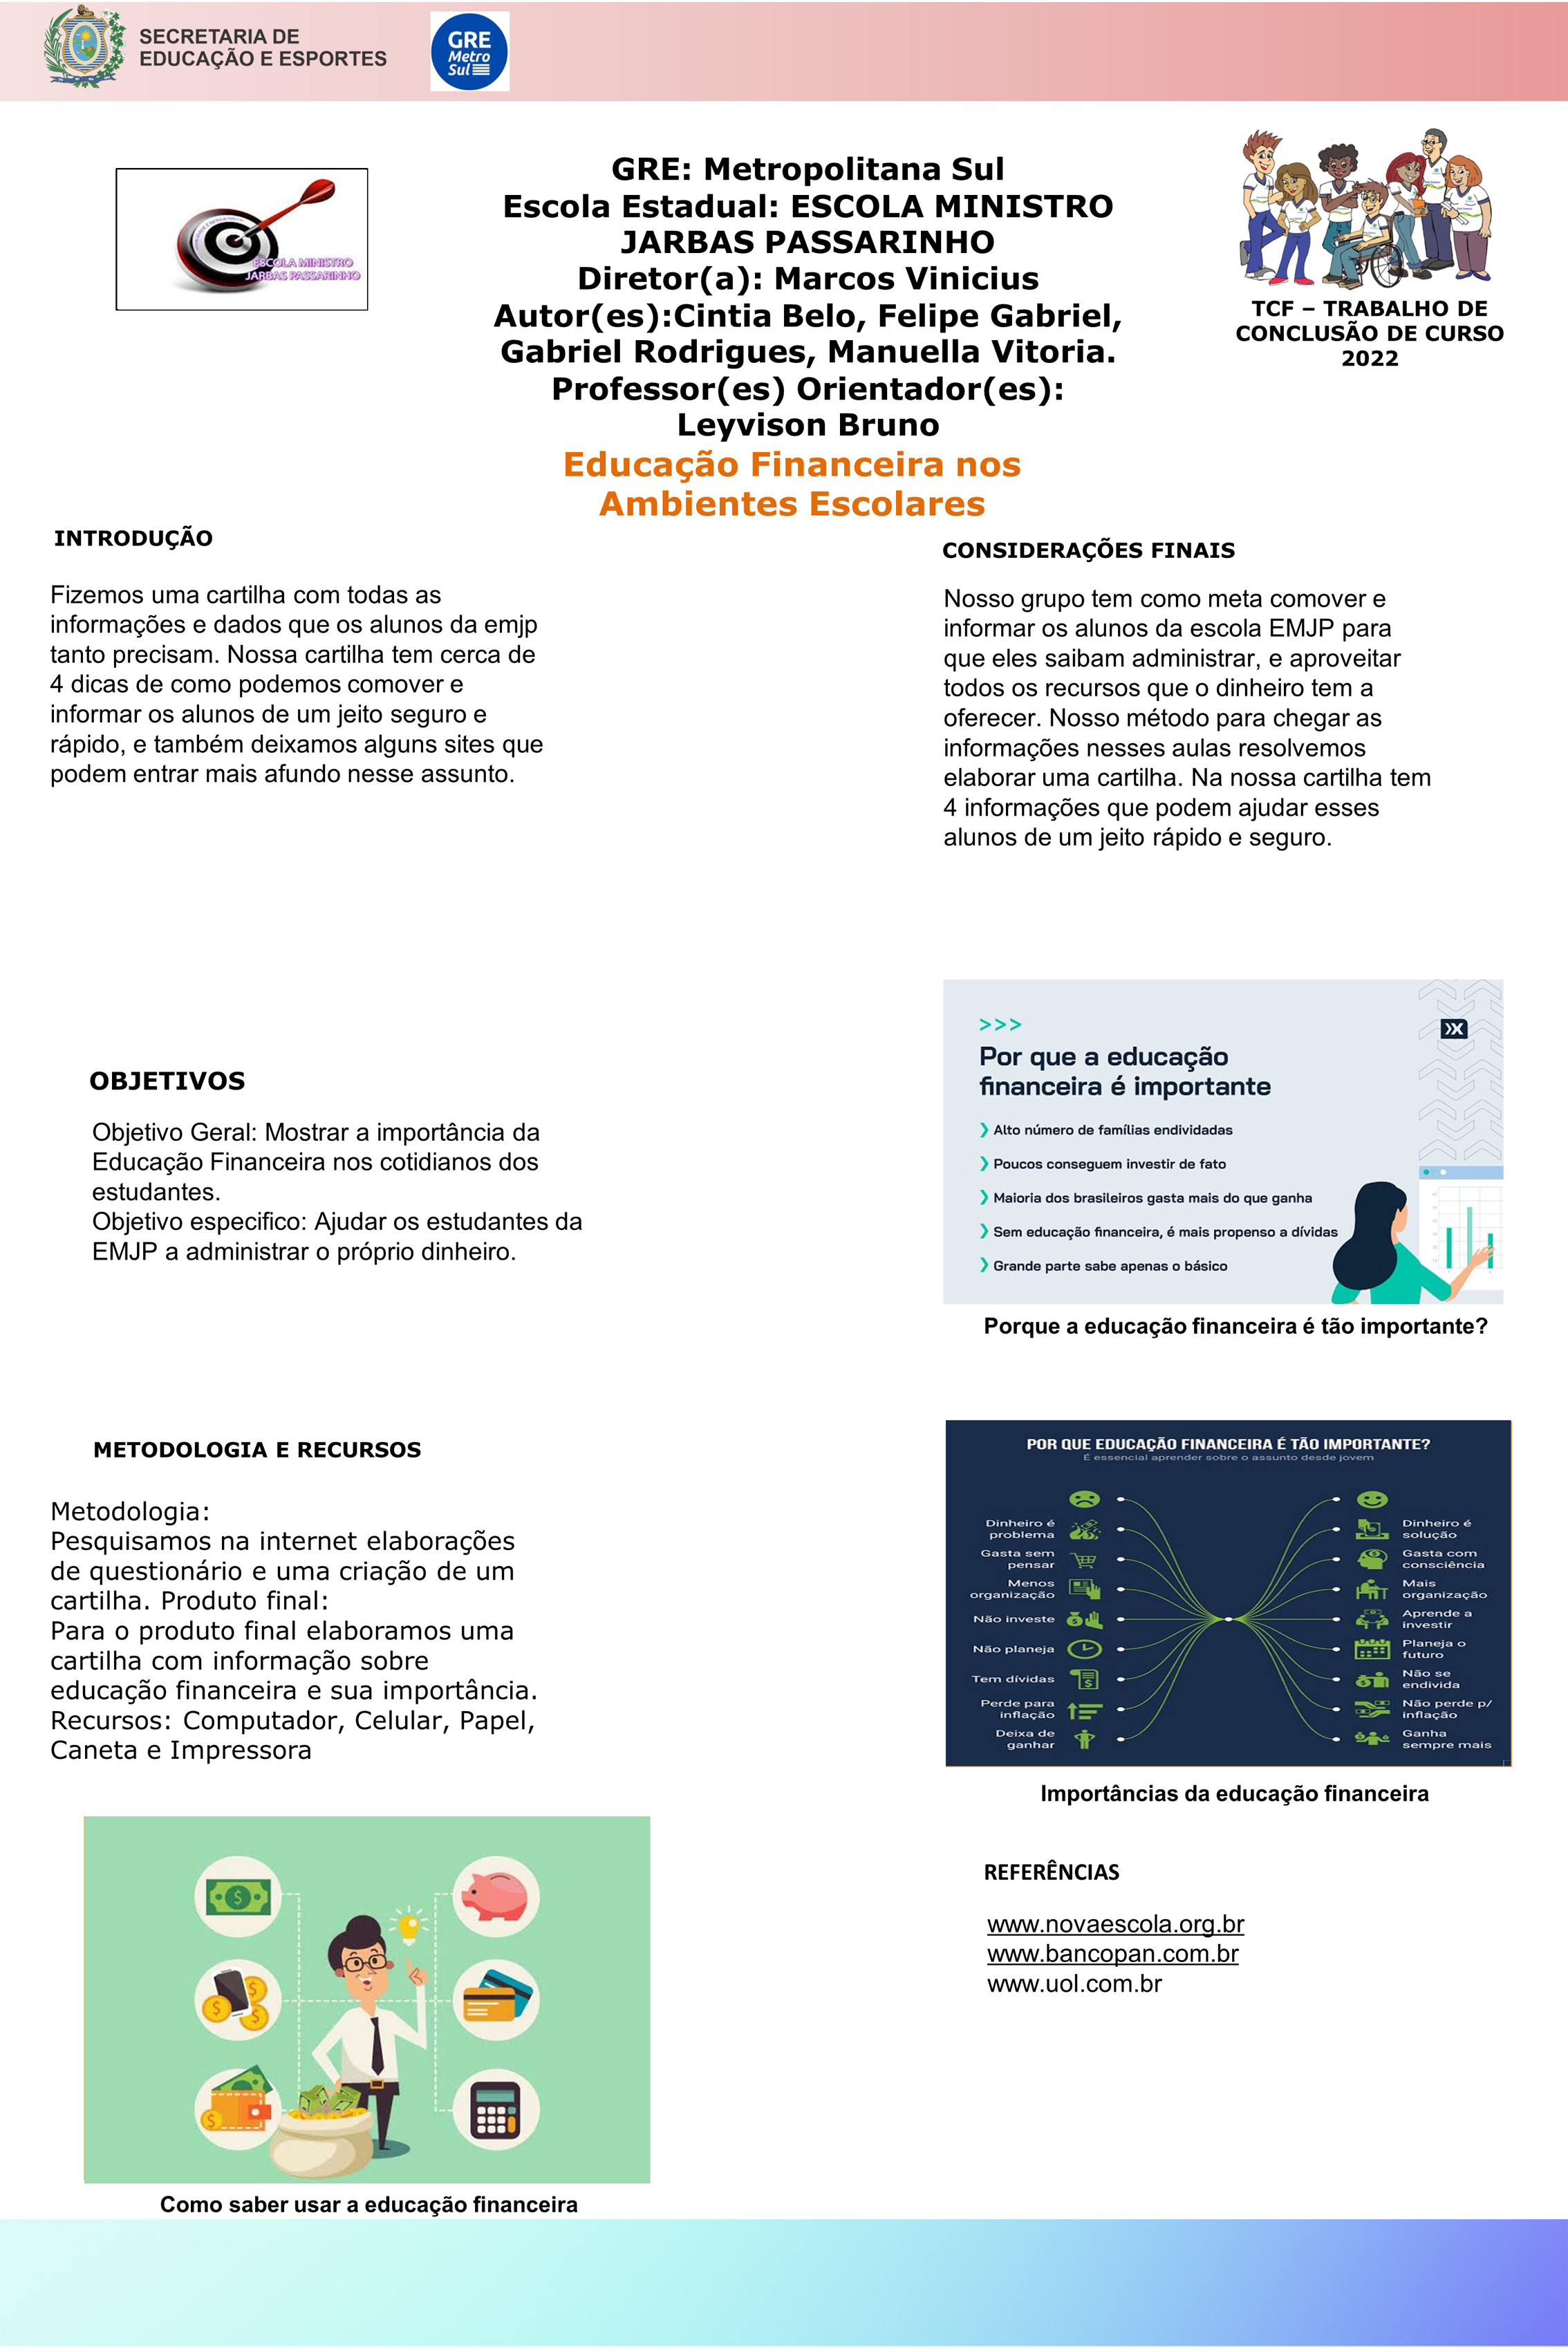 SECRETARIA DE
EDUCAÇÃO E ESPORTES
GRE
Metro
Sul
ESCOLA MINISTRO
JARBAS PASSARINHO
GRE: Metropolitana Sul
Escola Estadual: ESCOLA MINISTRO
JARBAS PASSARINHO
Diretor(a): Marcos Vinicius
Autor(es):Cintia Belo, Felipe Gabriel,
Gabriel Rodrigues, Manuella Vitoria.
Professor(es) Orientador(es):
Leyvison Bruno
Educação Financeira nos
Ambientes Escolares
TCF – TRABALHO DE
CONCLUSÃO DE CURSO
2022
INTRODUÇÃO
Fizemos uma cartilha com todas as
informações e dados que os alunos da emjp
tanto precisam. Nossa cartilha tem cerca de
4 dicas de como podemos comover e
informar os alunos de um jeito seguro e
rápido, e também deixamos alguns sites que
podem entrar mais afundo nesse assunto.
OBJETIVOS
Objetivo Geral: Mostrar a importância da
Educação Financeira nos cotidianos dos
estudantes.
Objetivo especifico: Ajudar os estudantes da
EMJP a administrar o próprio dinheiro.
METODOLOGIA E RECURSOS
Metodologia:
Pesquisamos na internet elaborações
de questionário e uma criação de um
cartilha. Produto final:
Para o produto final elaboramos uma
cartilha com informação sobre
educação financeira e sua importância.
Recursos: Computador, Celular, Papel,
Caneta e Impressora
Como saber usar a educação financeira
CONSIDERAÇÕES FINAIS
Nosso grupo tem como meta comover e
informar os alunos da escola EMJP para
que eles saibam administrar, e aproveitar
todos os recursos que o dinheiro tem a
oferecer. Nosso método para chegar as
informações nesses aulas resolvemos
elaborar uma cartilha. Na nossa cartilha tem
4 informações que podem ajudar esses
alunos de um jeito rápido e seguro.
>>>
Por que a educação
financeira é importante
Alto número de famílias endividadas
Poucos conseguem investir de fato
Maioria dos brasileiros gasta mais do que ganha
Sem educação financeira, é mais propenso a dívidas
Grande parte sabe apenas o básico
Porque a educação financeira é tão importante?
POR QUE EDUCAÇÃO FINANCEIRA É TÃO IMPORTANTE?
É essencial aprender sobre o assunto desde jovem
Dinheiro é
problema
Gasta sem
pensar
Menos
organização
Não investe
Não planeja
Tem dívidas
Perde para
inflação
Deixa de
ganhar
Dinheiro é
solução
Gasta com
consciência
Mais
organização
Aprende a
investir
Planeja o
futuro
Não se
endivida
Não perde p/
inflação
Ganha
sempre mais
Importâncias da educação financeira
REFERÊNCIAS
www.novaescola.org.br
www.bancopan.com.br
www.uol.com.br